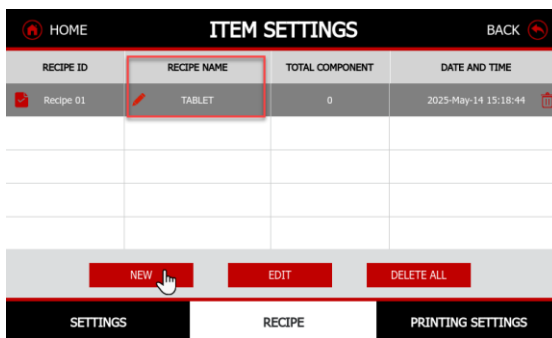 HOME ITEM SETTINGS BACK
RECIPE ID RECIPE NAME TOTAL COMPONENT DATE AND TIME
Recipe 01 TABLET 0 2025-May-14 15:18:44
NEW EDIT DELETE ALL
SETTINGS RECIPE PRINTING SETTINGS